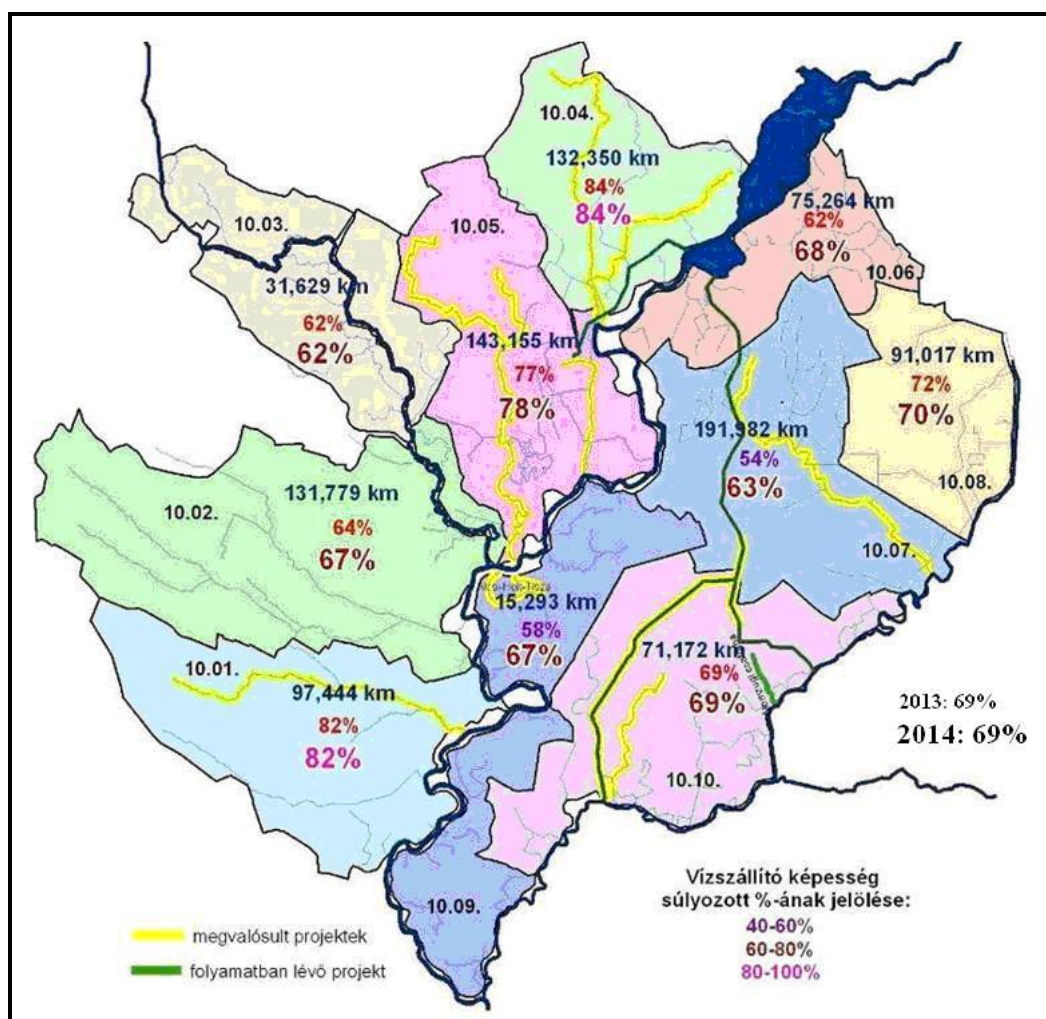 10.04.
132,350 km
84%
84%
10.05.
143,155 km
77%
78%
10.03.
31,629 km
62%
62%
75,264 km
62%
68%
10.06.
91,017 km
72%
70%
10.08.
191,982 km
54%
63%
10.07.
10.02.
131,779 km
64%
67%
15,293 km
58%
67%
71,172 km
69%
69%
10.10.
10.01.
97,444 km
82%
82%
10.09.
2013: 69%
2014: 69%
Vízszállító képesség
súlyozott %-ának jelölése:
40-60%
60-80%
80-100%
megvalósult projektek
folyamatban lévő projekt